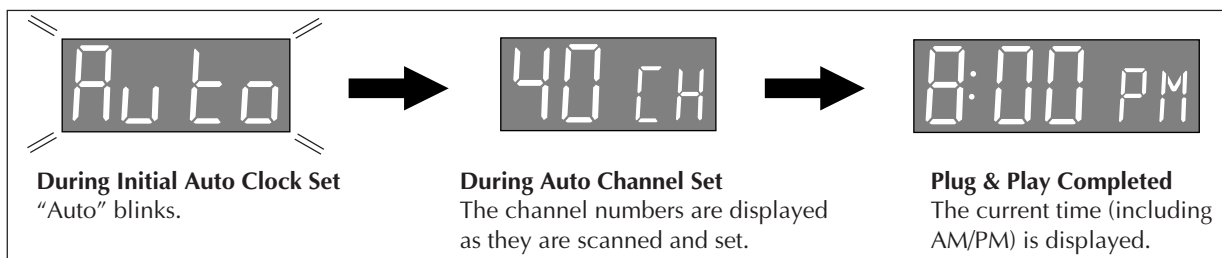 Auto
40 CH
8:00 PM
During Initial Auto Clock Set
“Auto” blinks.
During Auto Channel Set
The channel numbers are displayed
as they are scanned and set.
Plug & Play Completed
The current time (including
AM/PM) is displayed.